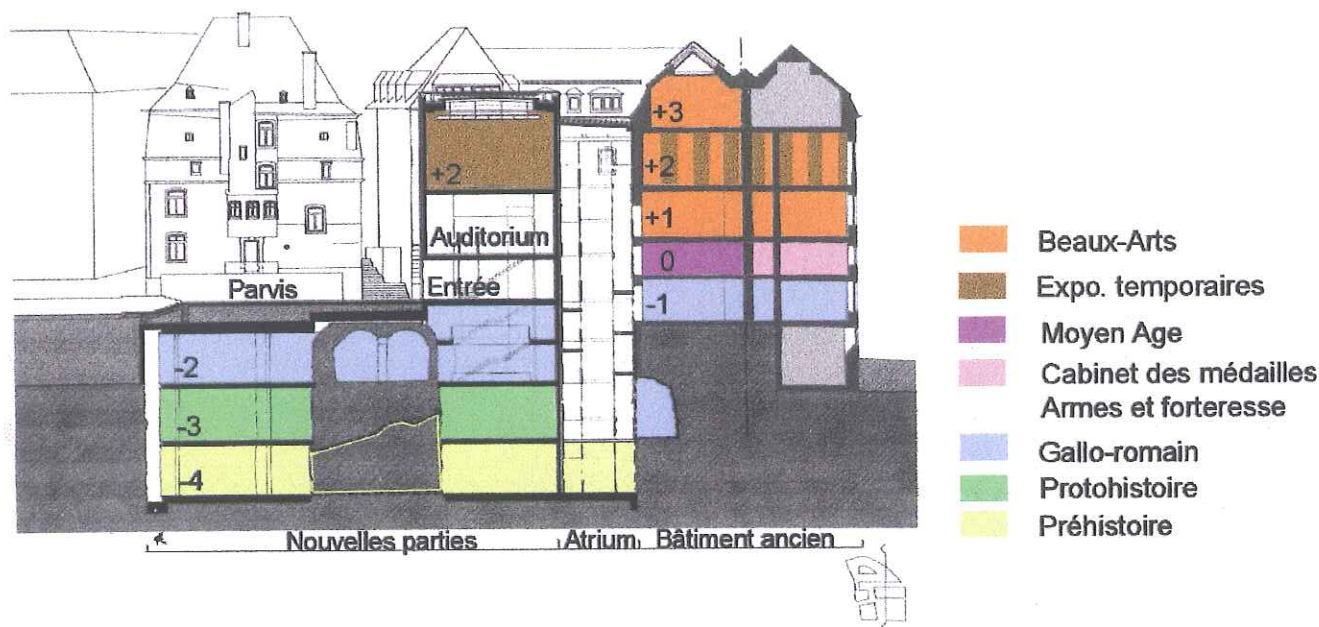 +3
+2
+2
+1
Auditorium
0
Parvis
Entrée
-1
-2
-3
-4
Nouvelles parties
Atrium
Bâtiment ancien
Beaux-Arts
Expo. temporaires
Moyen Age
Cabinet des médailles
Armes et forteresse
Gallo-romain
Protohistoire
Préhistoire